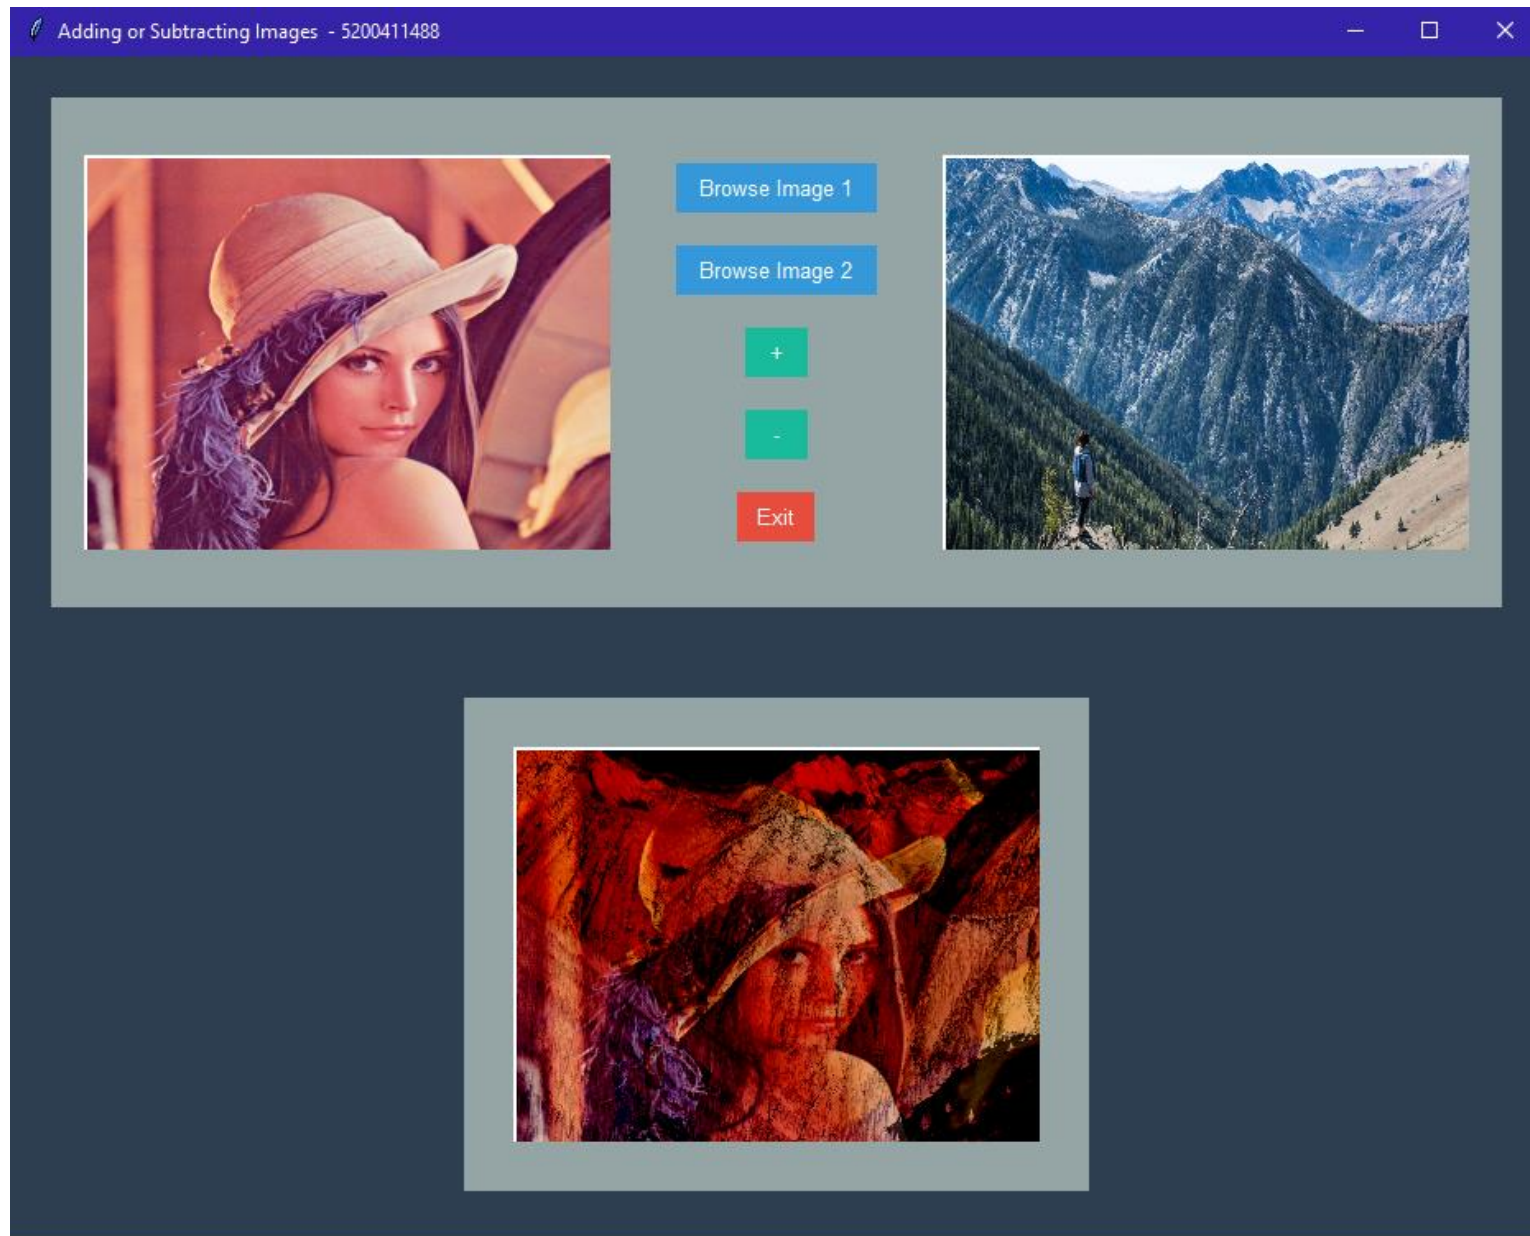 Adding or Subtracting Images - 5200411488
Browse Image 1
Browse Image 2
+
-
Exit